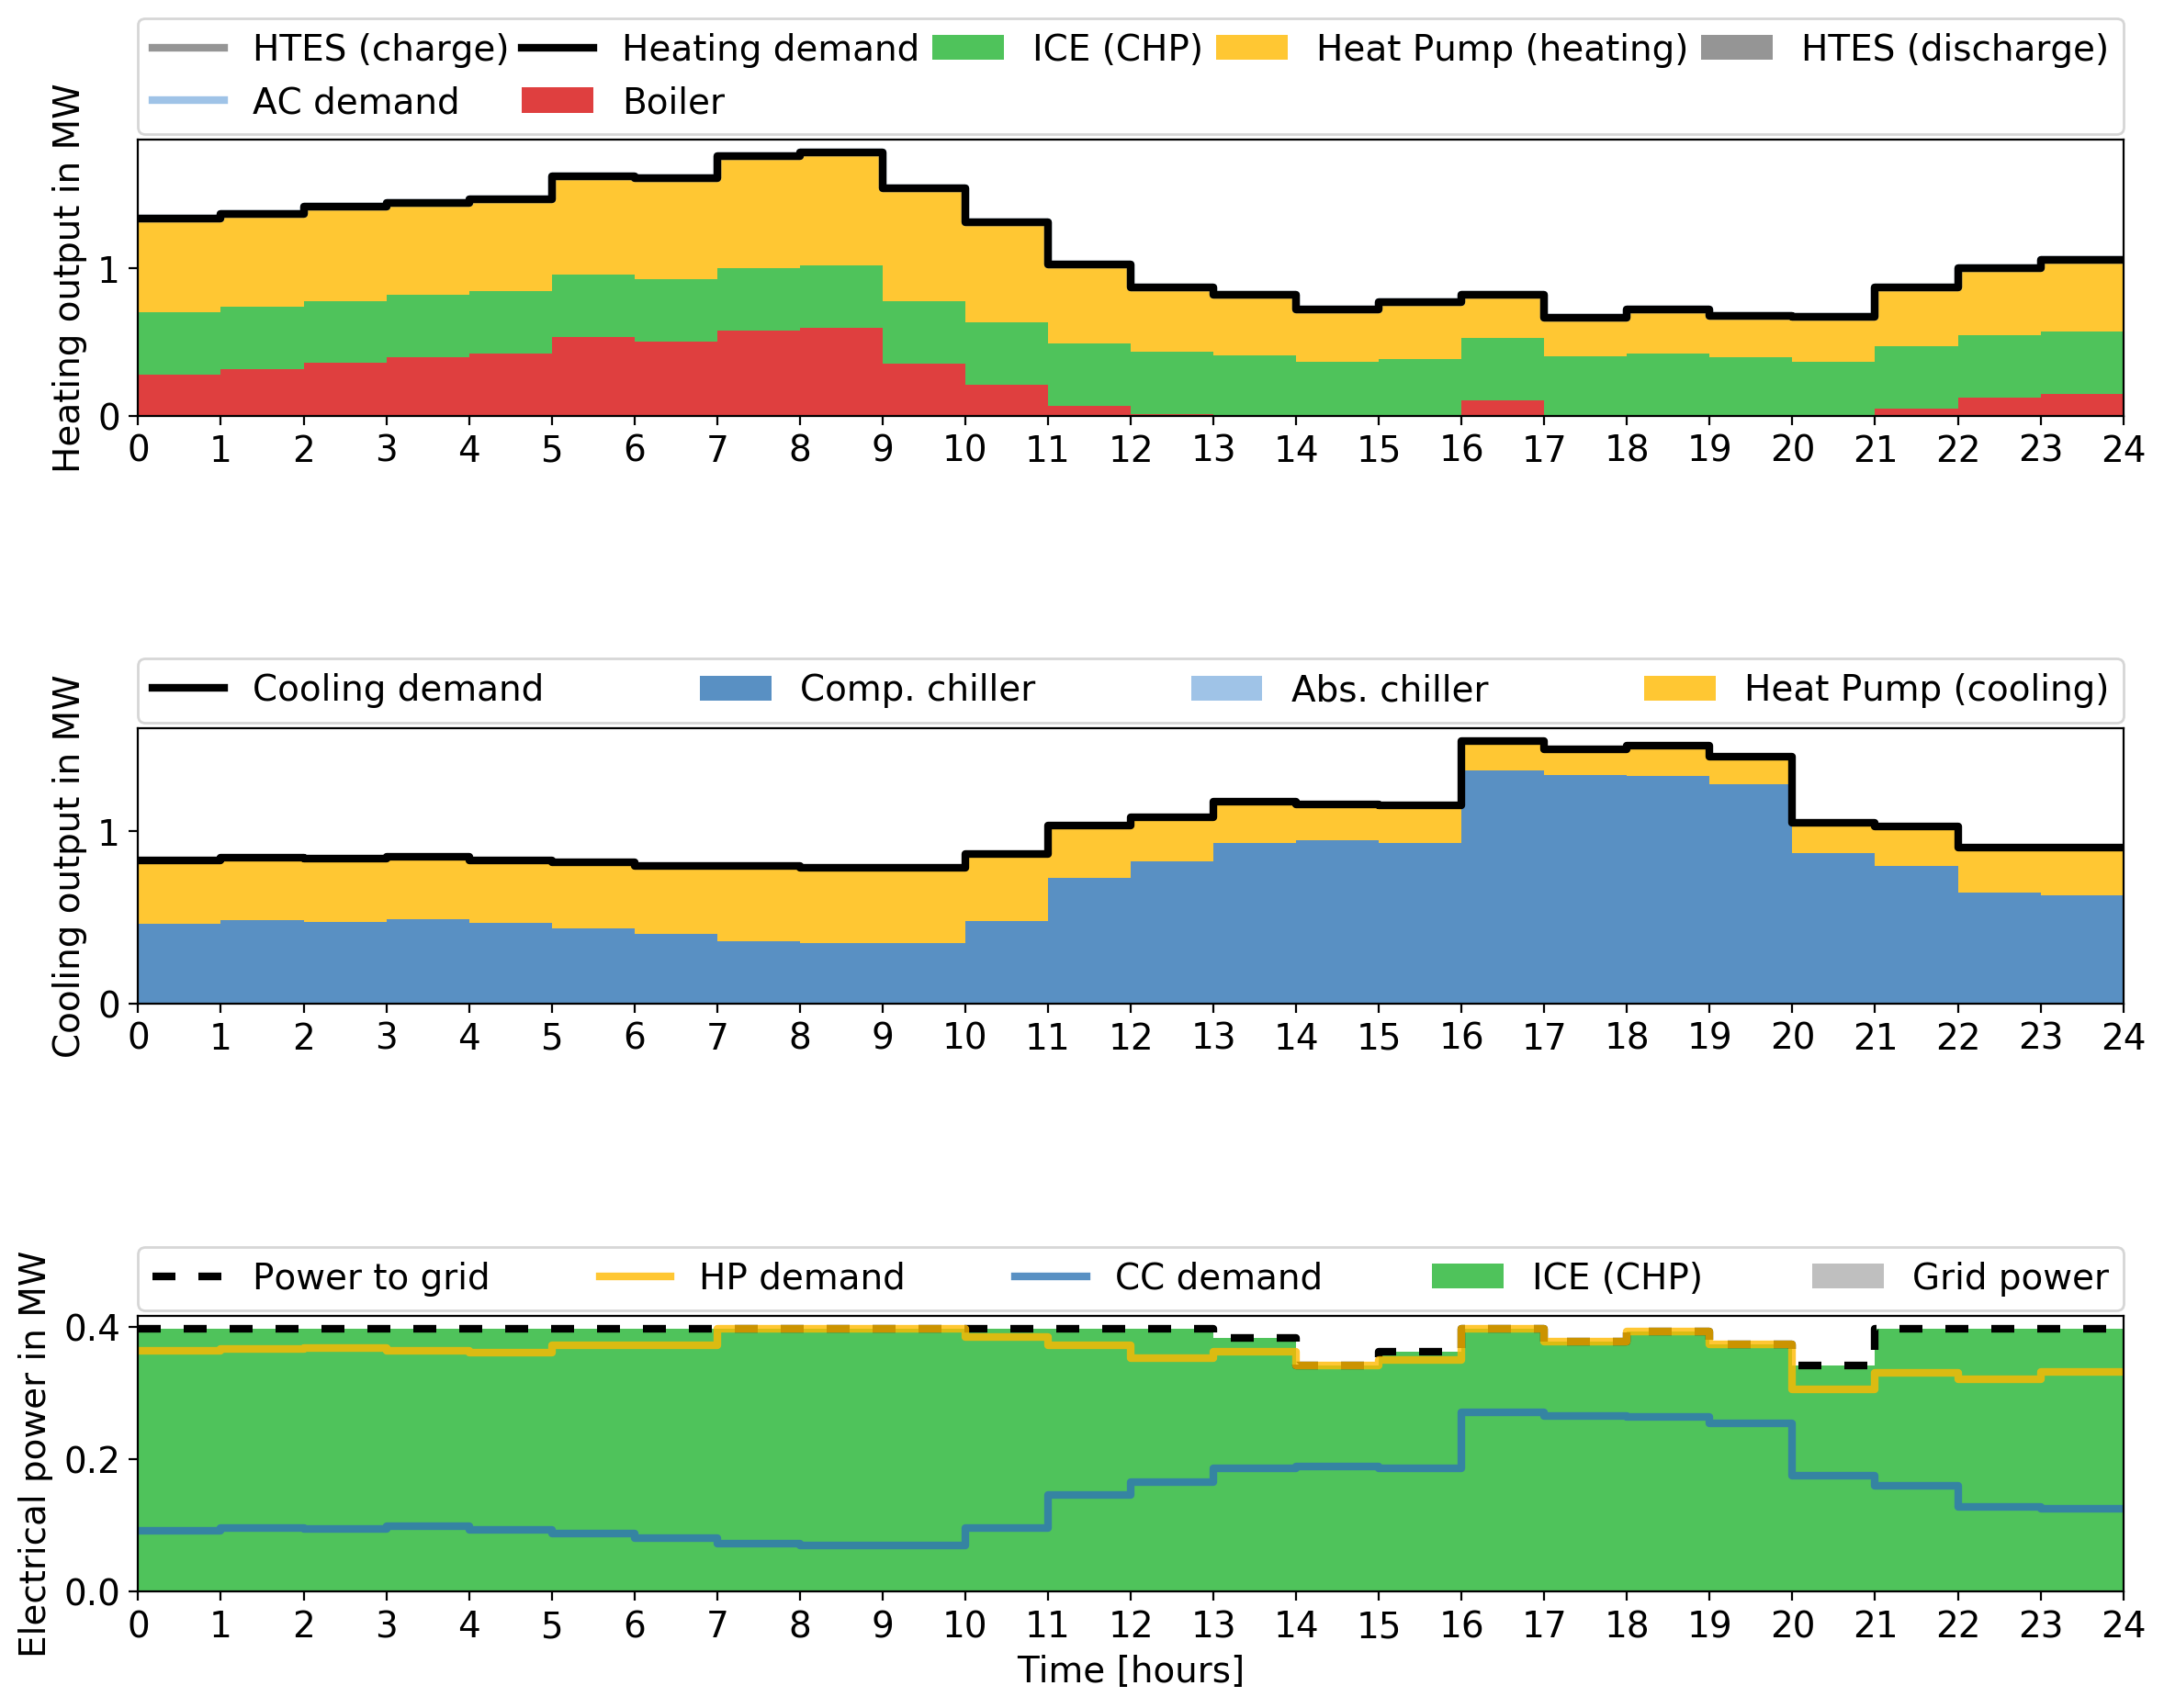 HTES (charge) Heating demand ICE (CHP) Heat Pump (heating) HTES (discharge)
AC demand Boiler
Heating output in MW
1
0
0 1 2 3 4 5 6 7 8 9 10 11 12 13 14 15 16 17 18 19 20 21 22 23 24
Cooling demand Comp. chiller Abs. chiller Heat Pump (cooling)
Cooling output in MW
1
0
0 1 2 3 4 5 6 7 8 9 10 11 12 13 14 15 16 17 18 19 20 21 22 23 24
Power to grid HP demand CC demand ICE (CHP) Grid power
Electrical power in MW
0.4
0.2
0.0
0 1 2 3 4 5 6 7 8 9 10 11 12 13 14 15 16 17 18 19 20 21 22 23 24
Time [hours]